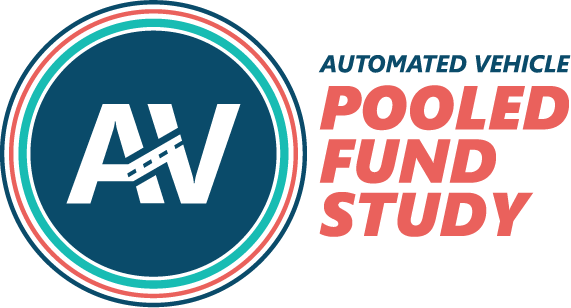 AV
AUTOMATED VEHICLE
POOLED
FUND
STUDY